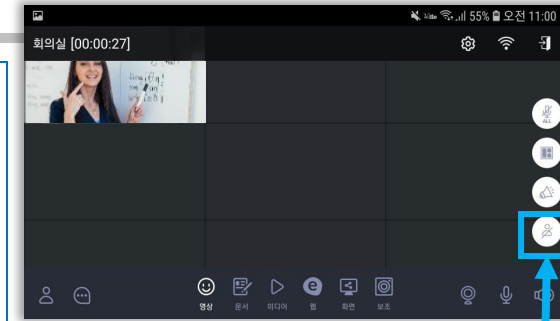 55% 오전 11:00
회의실 [00:00:27]
ALL
영상 문서 미디어 웹 화면 보조